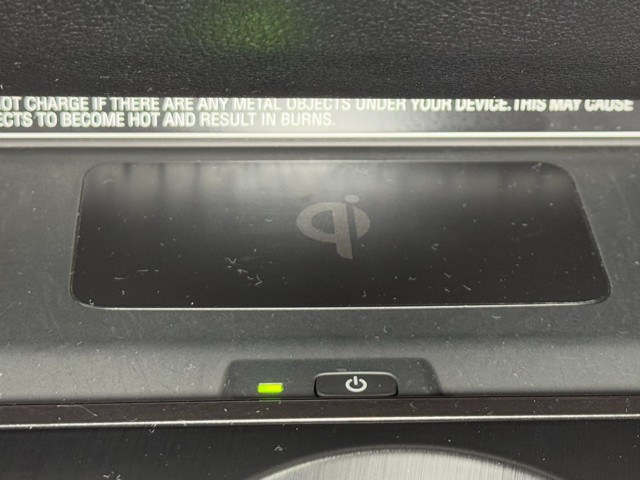 OT CHARGE IF THERE ARE ANY METAL OBJECTS UNDER YOUR DEVICE. THIS MAY CAUSE
ECTS TO BECOME HOT AND RESULT IN BURNS.
qi